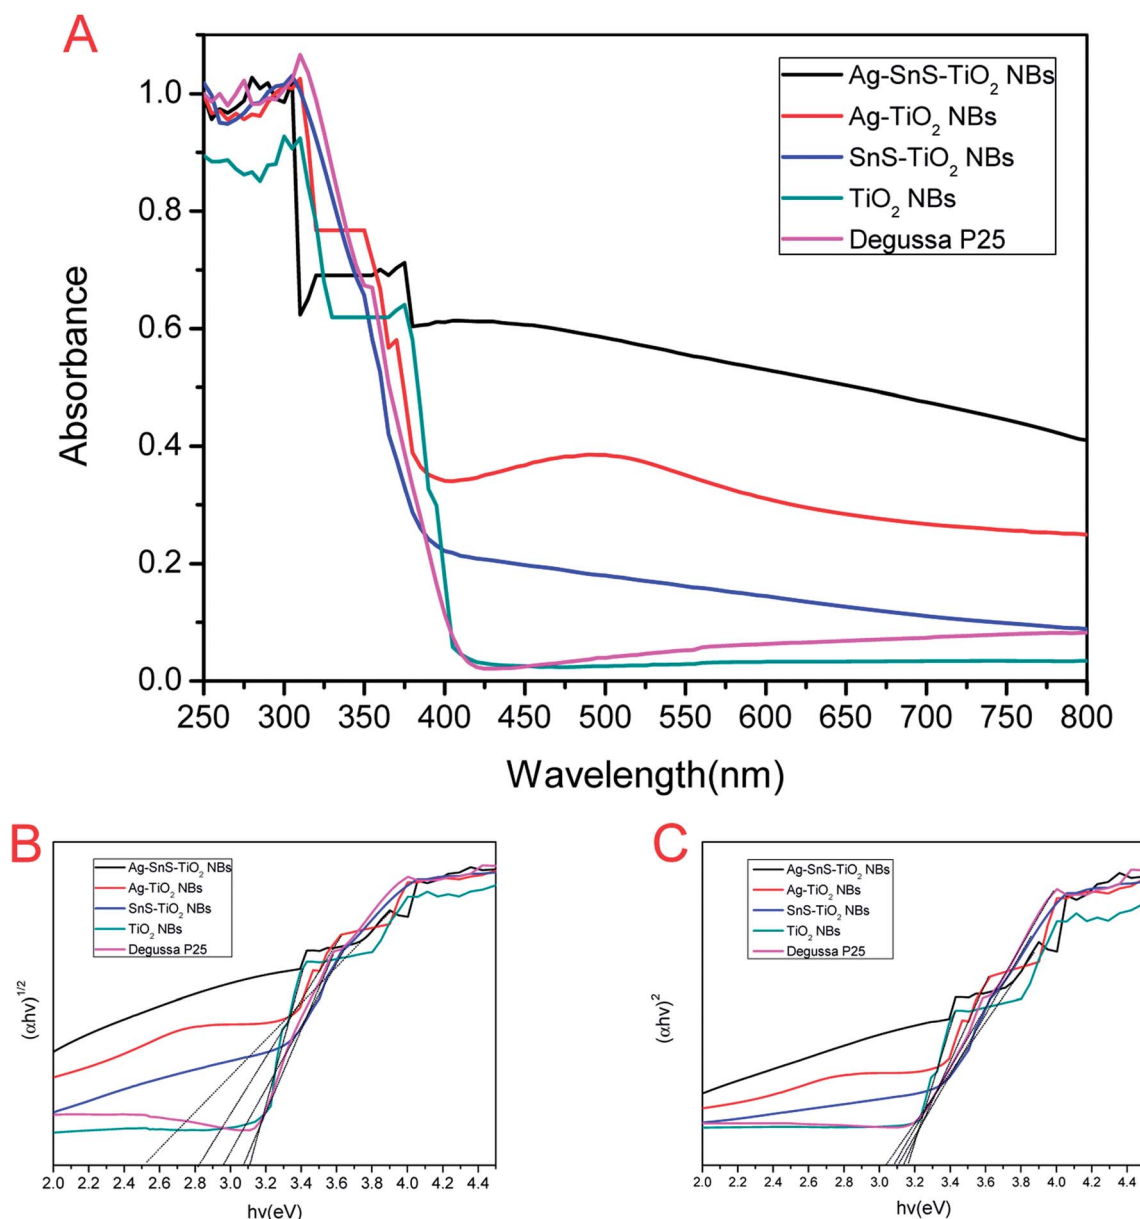 A
Ag-SnS-TiO₂ NBs
Ag-TiO₂ NBs
SnS-TiO₂ NBs
TiO₂ NBs
Degussa P25
Absorbance
1.0
0.8
0.6
0.4
0.2
0.0
250 300 350 400 450 500 550 600 650 700 750 800
Wavelength(nm)
B
Ag-SnS-TiO₂ NBs
Ag-TiO₂ NBs
SnS-TiO₂ NBs
TiO₂ NBs
Degussa P25
(αhv)¹/²
2.0 2.2 2.4 2.6 2.8 3.0 3.2 3.4 3.6 3.8 4.0 4.2 4.4
hv(eV)
C
Ag-SnS-TiO₂ NBs
Ag-TiO₂ NBs
SnS-TiO₂ NBs
TiO₂ NBs
Degussa P25
(αhv)²
2.0 2.2 2.4 2.6 2.8 3.0 3.2 3.4 3.6 3.8 4.0 4.2 4.4
hv(eV)